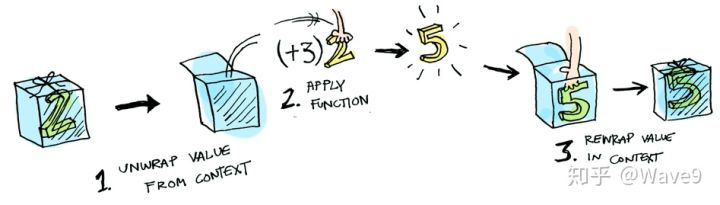 2
(+3) 2
5
5
5
1. UNWRAP VALUE
FROM CONTEXT
2. APPLY
FUNCTION
3. REWRAP VALUE
IN CONTEXT
知乎 @Wave9